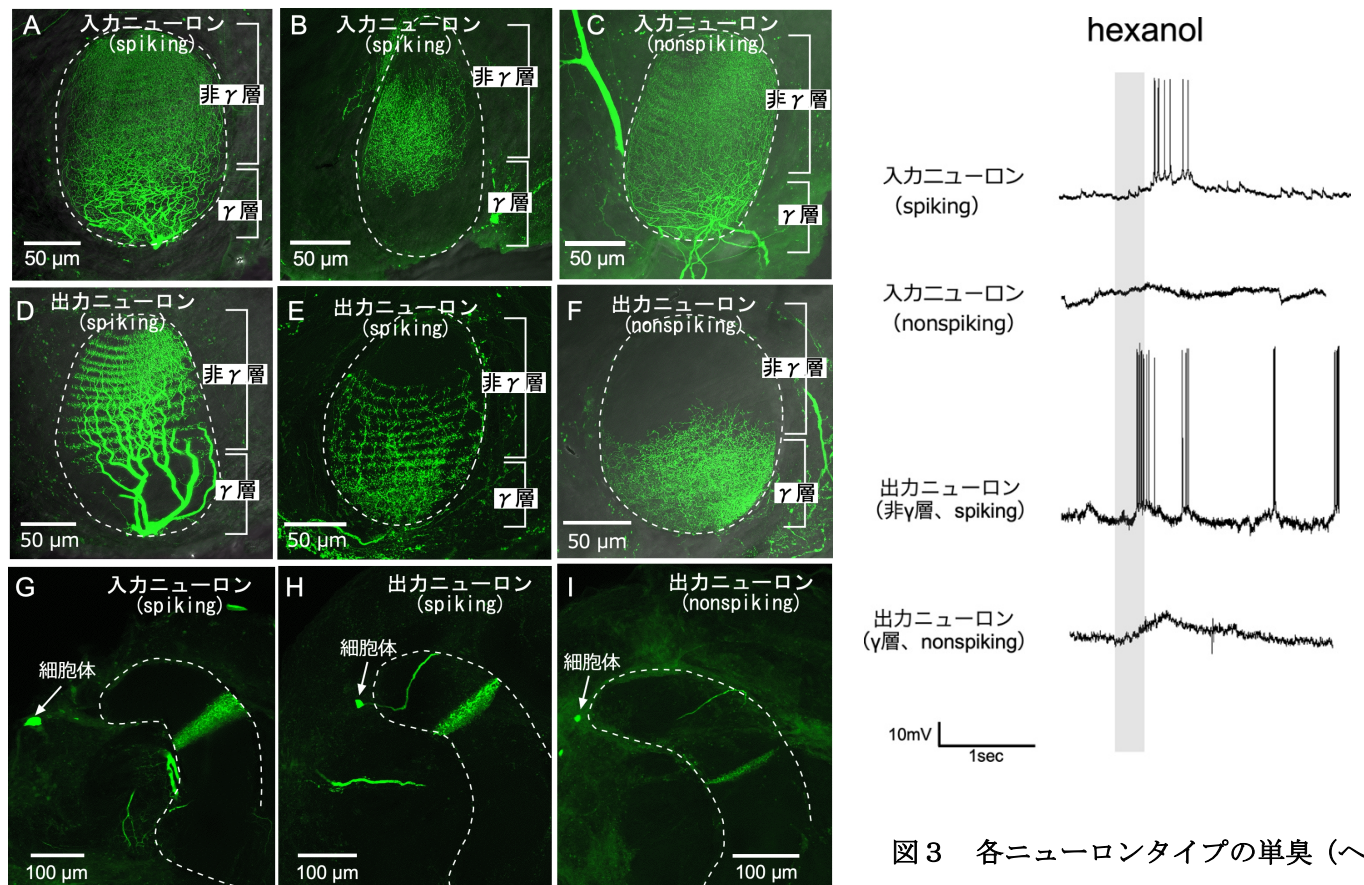 A 入力ニューロン
(spiking)
非γ層
γ層
50 μm
B 入力ニューロン
(spiking)
非γ層
γ層
50 μm
C 入力ニューロン
(nonspiking)
非γ層
γ層
50 μm
D 出力ニューロン
(spiking)
非γ層
γ層
50 μm
E 出力ニューロン
(spiking)
非γ層
γ層
50 μm
F 出力ニューロン
(nonspiking)
非γ層
γ層
50 μm
G 入力ニューロン
(spiking)
細胞体
100 μm
H 出力ニューロン
(spiking)
細胞体
100 μm
I 出力ニューロン
(nonspiking)
細胞体
100 μm
hexanol
入力ニューロン
(spiking)
入力ニューロン
(nonspiking)
出力ニューロン
(非γ層、spiking)
出力ニューロン
(γ層、nonspiking)
10mV
1sec
図3 各ニューロンタイプの単臭（ヘ